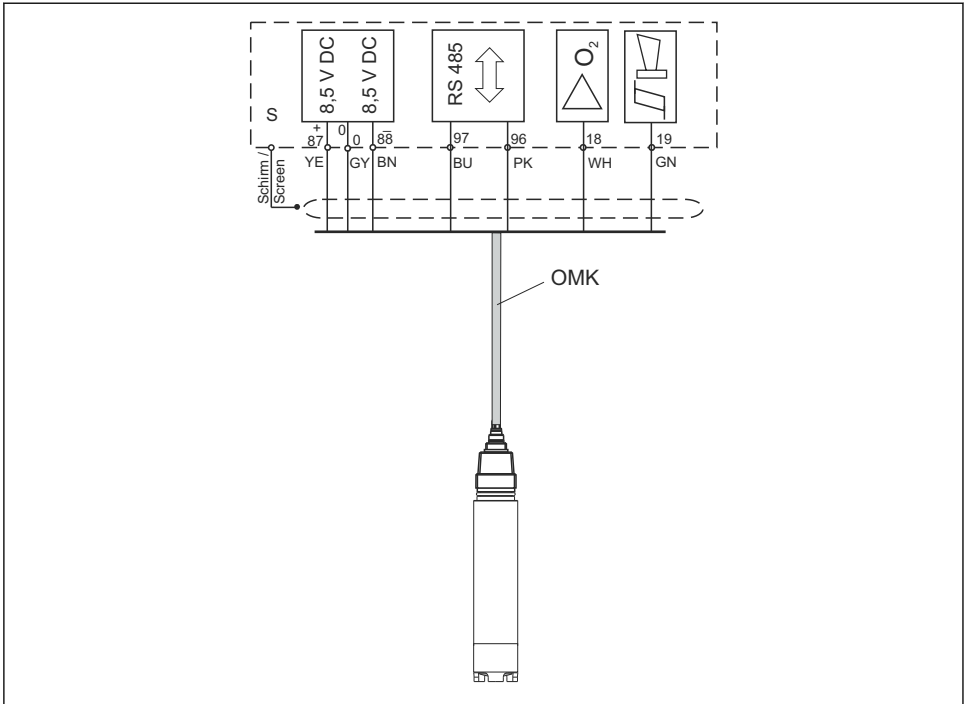 8,5 V DC
8,5 V DC
RS 485
O₂
S
+
87
0
0
–
88
97
96
18
19
YE
GY
BN
BU
PK
WH
GN
Schirm /
Screen
OMK